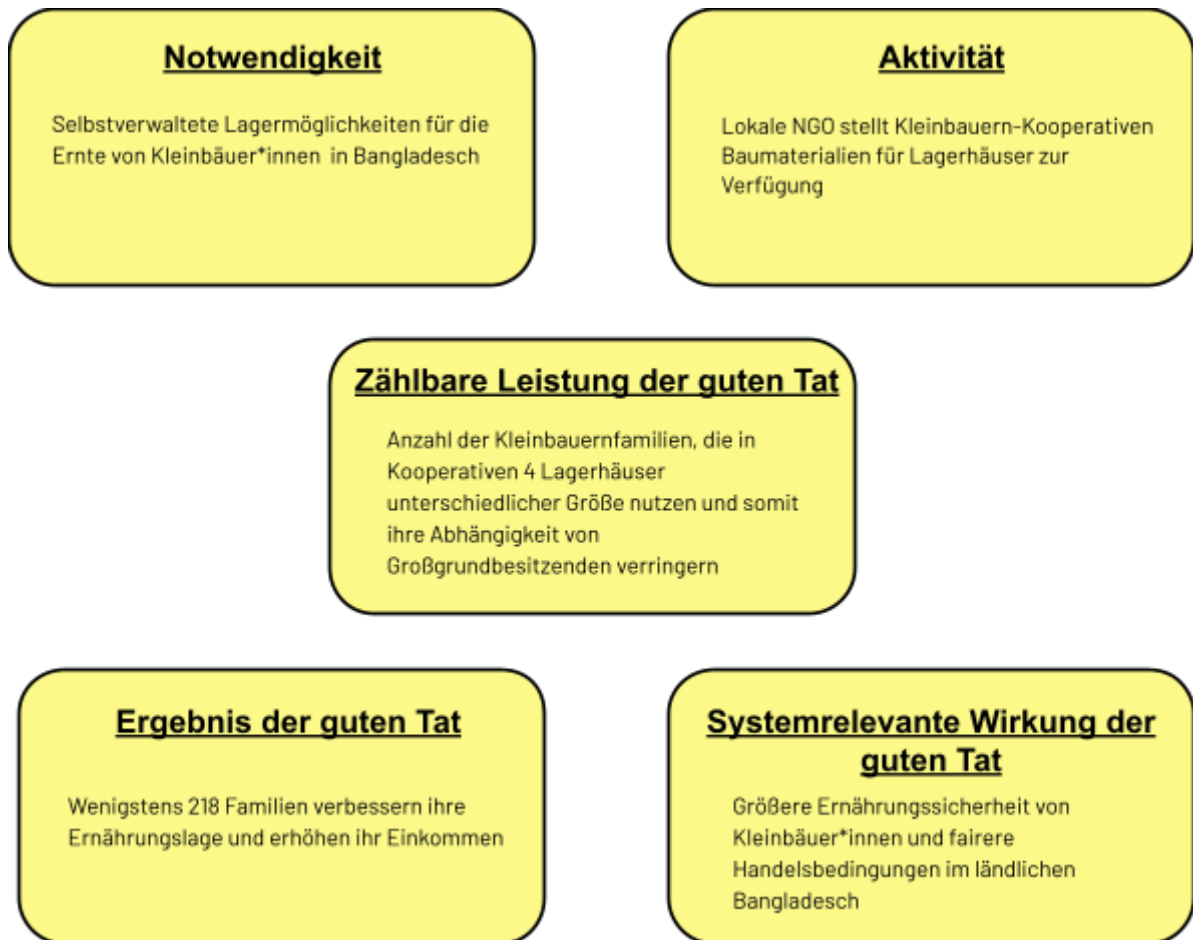 Notwendigkeit
Selbstverwaltete Lagermöglichkeiten für die
Ernte von Kleinbäuer*innen in Bangladesch
Aktivität
Lokale NGO stellt Kleinbauern-Kooperativen
Baumaterialien für Lagerhäuser zur
Verfügung
Zählbare Leistung der guten Tat
Anzahl der Kleinbauernfamilien, die in
Kooperativen 4 Lagerhäuser
unterschiedlicher Größe nutzen und somit
ihre Abhängigkeit von
Großgrundbesitzenden verringern
Ergebnis der guten Tat
Wenigstens 218 Familien verbessern ihre
Ernährungslage und erhöhen ihr Einkommen
Systemrelevante Wirkung der
guten Tat
Größere Ernährungssicherheit von
Kleinbäuer*innen und fairere
Handelsbedingungen im ländlichen
Bangladesch